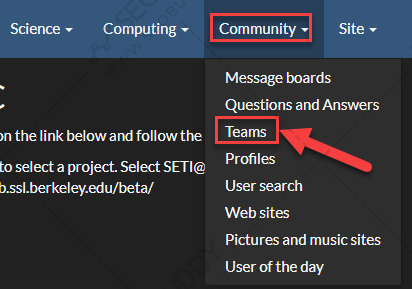 Science Computing Community Site
C
on the link below and follow the
to select a project. Select SETI@
b.ssl.berkeley.edu/beta/
Message boards
Questions and Answers
Teams
Profiles
User search
Web sites
Pictures and music sites
User of the day